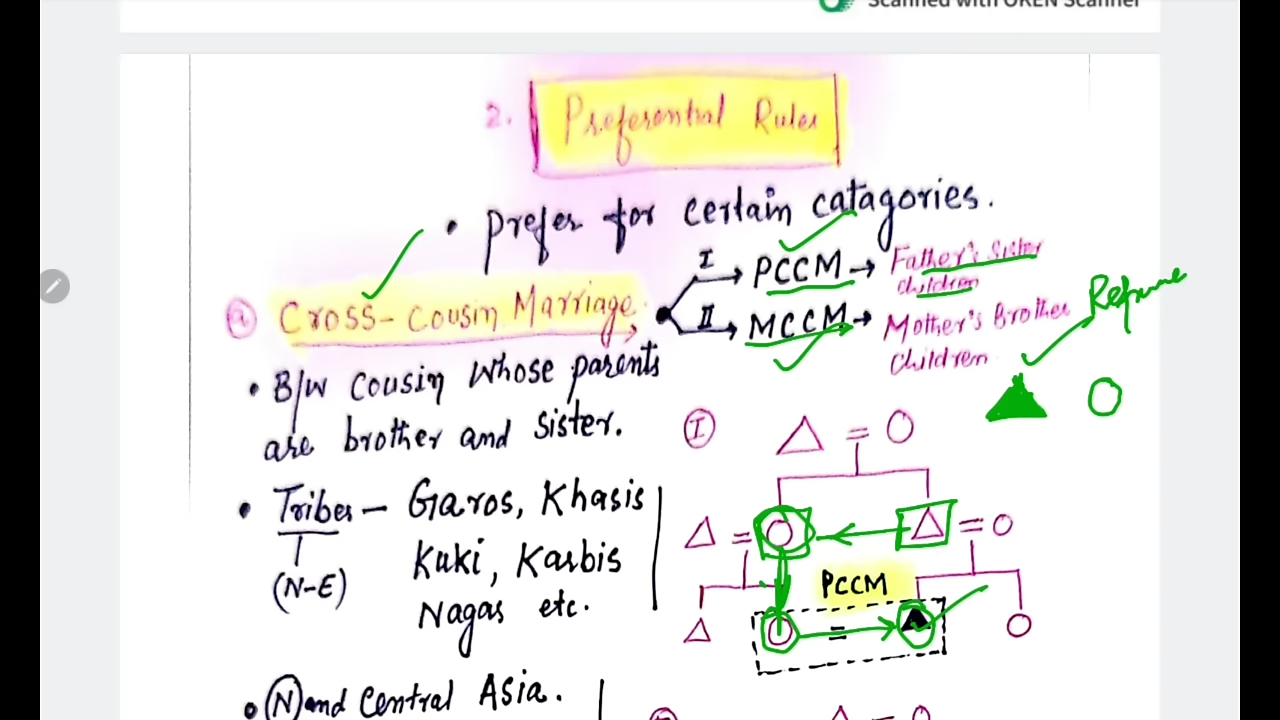 Scanned with OKEN Scanner
2. Preferential Rules
• Prefer for certain catagories.
I → PCCM → Father's Sister children
ⓐ Cross-Cousin Marriage
II → MCCM → Mother's Brother children
• B/W Cousin Whose parents
are brother and Sister.
I △ = O
• Tribes – Garos, Khasis
(N-E) Kuki, Karbis
Nagas etc.
△ = O △ = O
PCCM
△ O = ▲ O
• Ⓝ and Central Asia.
△ = O